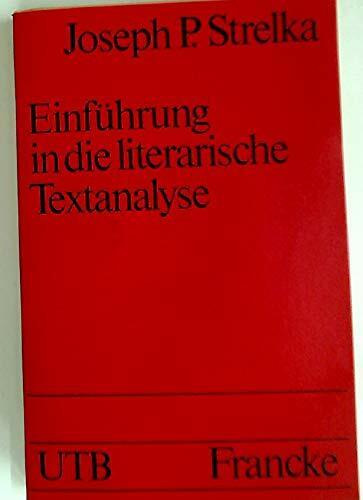 Joseph P. Strelka
Einführung
in die literarische
Textanalyse
UTB Francke